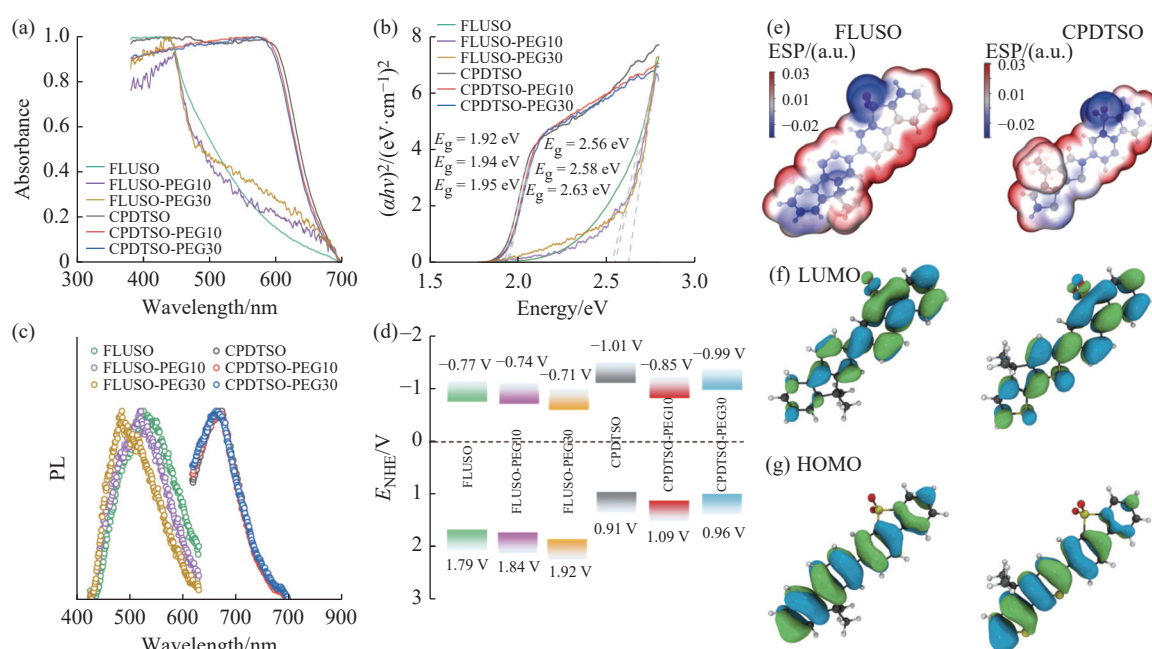 (a)
1.0
0.8
0.6
0.4
0.2
0
Absorbance
FLUSO
FLUSO-PEG10
FLUSO-PEG30
CPDTSO
CPDTSO-PEG10
CPDTSO-PEG30
300 400 500 600 700
Wavelength/nm
(b)
8
6
4
2
0
(αhν)²/(eV·cm⁻¹)²
FLUSO
FLUSO-PEG10
FLUSO-PEG30
CPDTSO
CPDTSO-PEG10
CPDTSO-PEG30
Eg = 1.92 eV
Eg = 1.94 eV
Eg = 1.95 eV
Eg = 2.56 eV
Eg = 2.58 eV
Eg = 2.63 eV
1.5 2.0 2.5 3.0
Energy/eV
(c)
FLUSO
FLUSO-PEG10
FLUSO-PEG30
CPDTSO
CPDTSO-PEG10
CPDTSO-PEG30
PL
400 500 600 700 800 900
Wavelength/nm
(d)
−2
−1
0
1
2
3
E_NHE/V
−0.77 V
−0.74 V
−0.71 V
−1.01 V
−0.85 V
−0.99 V
FLUSO
FLUSO-PEG10
FLUSO-PEG30
CPDTSO
CPDTSO-PEG10
CPDTSO-PEG30
1.79 V
1.84 V
1.92 V
0.91 V
1.09 V
0.96 V
(e) FLUSO CPDTSO
ESP/(a.u.)
0.03
0.01
−0.02
ESP/(a.u.)
0.03
0.01
−0.02
(f) LUMO
(g) HOMO